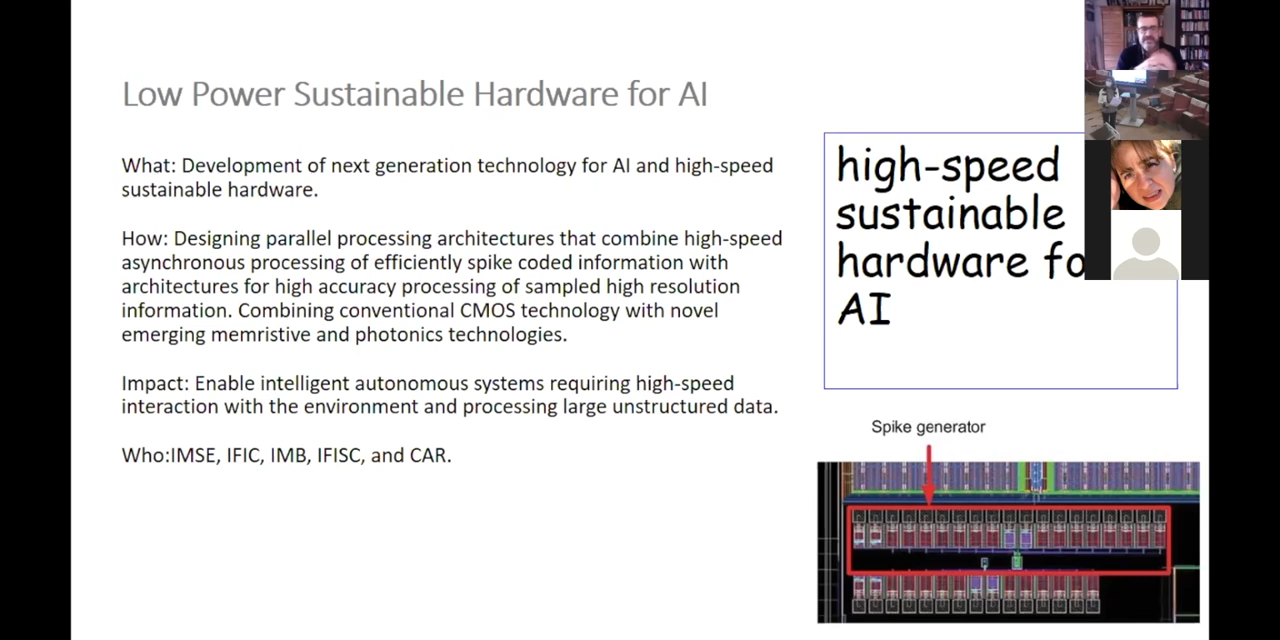 Low Power Sustainable Hardware for AI
What: Development of next generation technology for AI and high-speed
sustainable hardware.
How: Designing parallel processing architectures that combine high-speed
asynchronous processing of efficiently spike coded information with
architectures for high accuracy processing of sampled high resolution
information. Combining conventional CMOS technology with novel
emerging memristive and photonics technologies.
Impact: Enable intelligent autonomous systems requiring high-speed
interaction with the environment and processing large unstructured data.
Who:IMSE, IFIC, IMB, IFISC, and CAR.
high-speed
sustainable
hardware fo
AI
Spike generator